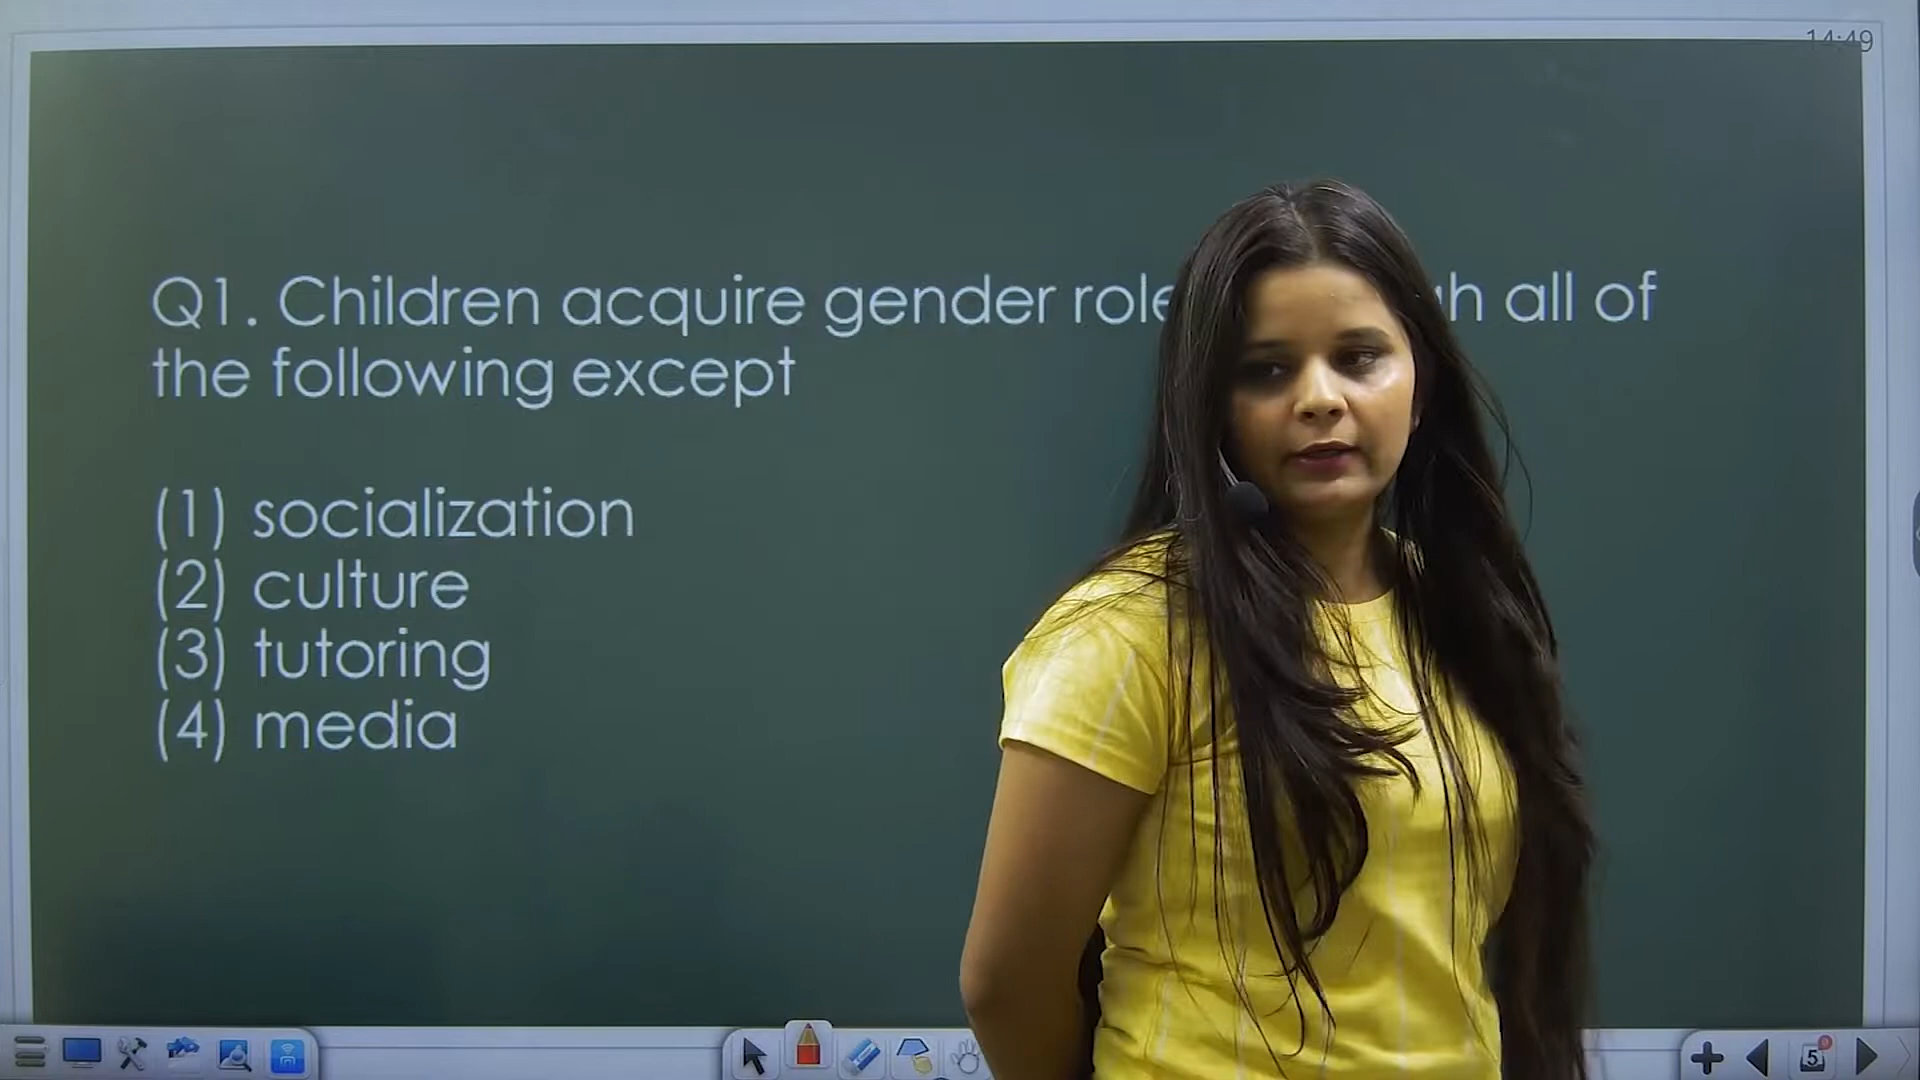 14:49
Q1. Children acquire gender all of
the following except
(1) socialization
(2) culture
(3) tutoring
(4) media
5